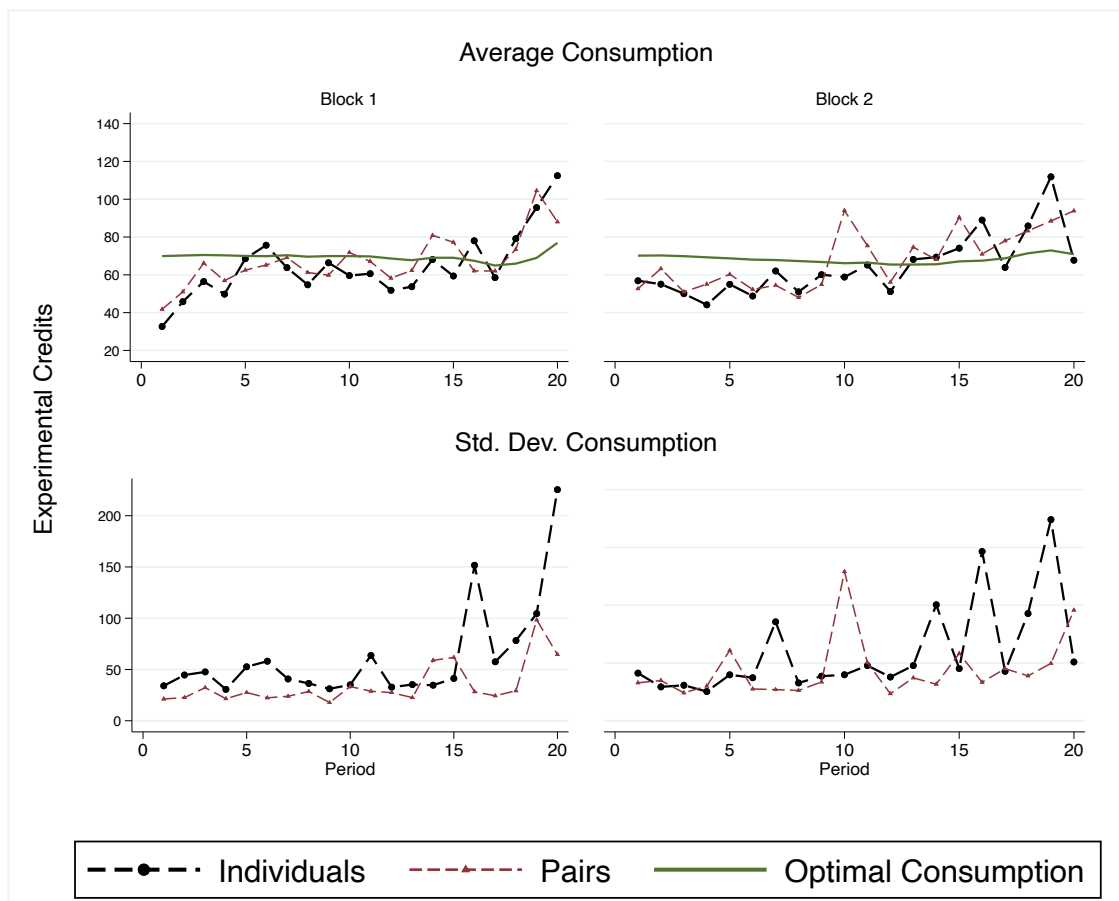 Average Consumption
Block 1
Block 2
140
120
100
80
60
40
20
0 5 10 15 20
0 5 10 15 20
Experimental Credits
Std. Dev. Consumption
200
150
100
50
0
0 5 10 15 20
0 5 10 15 20
Period
Period
Individuals Pairs Optimal Consumption